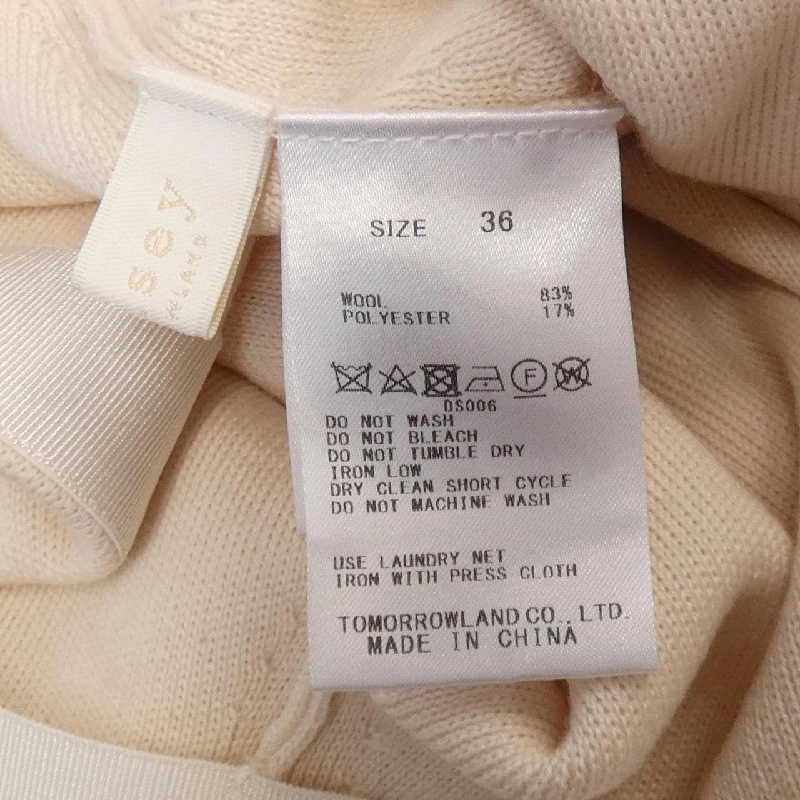 sey
SIZE 36
WOOL 83%
POLYESTER 17%
F W
DS006
DO NOT WASH
DO NOT BLEACH
DO NOT TUMBLE DRY
IRON LOW
DRY CLEAN SHORT CYCLE
DO NOT MACHINE WASH
USE LAUNDRY NET
IRON WITH PRESS CLOTH
TOMORROWLAND CO., LTD.
MADE IN CHINA